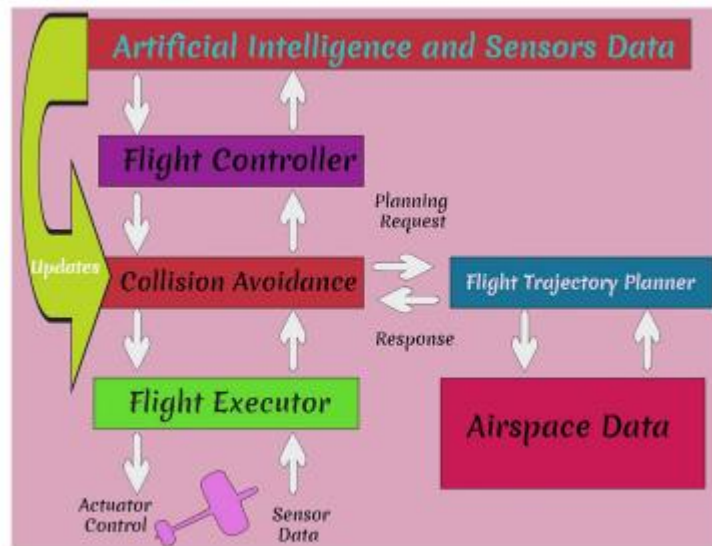 Artificial Intelligence and Sensors Data
Flight Controller
Planning
Request
Updates
Collision Avoidance
Flight Trajectory Planner
Response
Flight Executor
Airspace Data
Actuator
Control
Sensor
Data